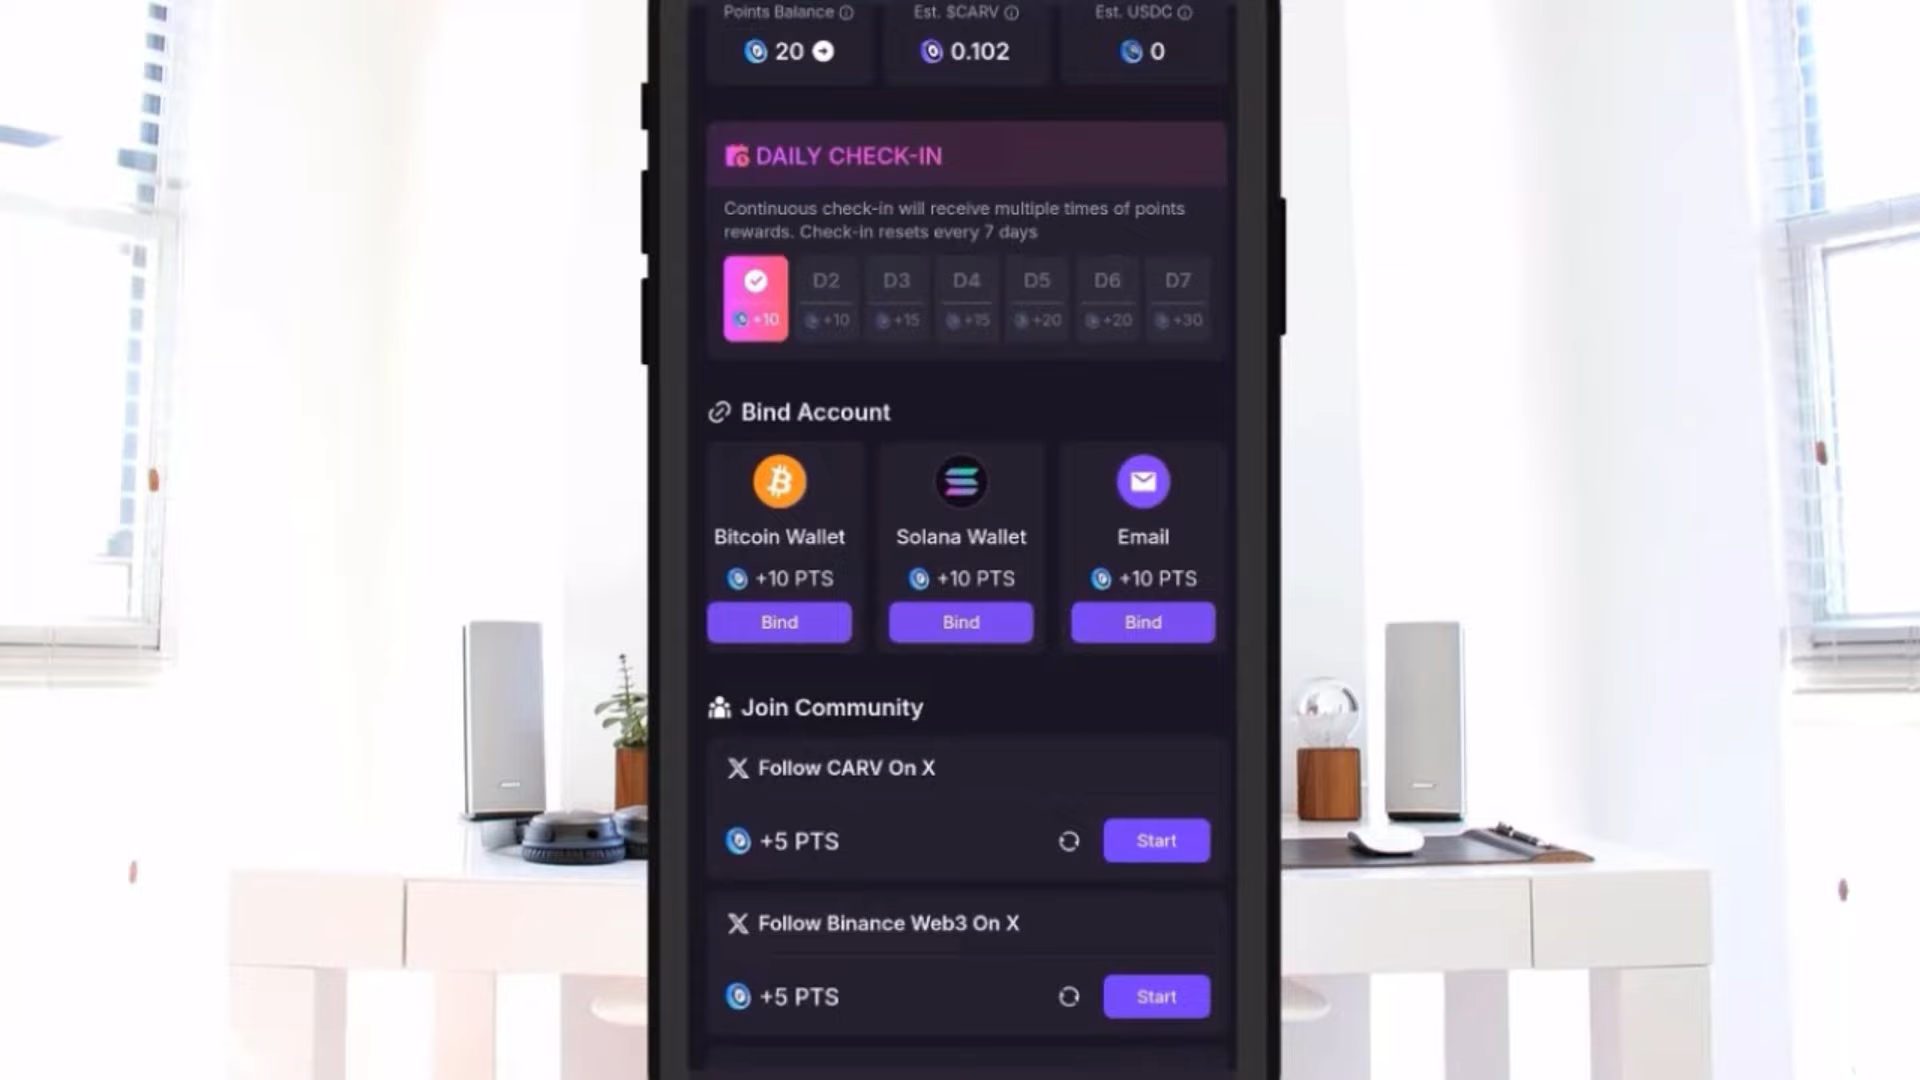 Points Balance
Est. $CARV
Est. USDC
20
0.102
0
DAILY CHECK-IN
Continuous check-in will receive multiple times of points
rewards. Check-in resets every 7 days
D2
D3
D4
D5
D6
D7
+10
+10
+15
+15
+20
+20
+30
Bind Account
Bitcoin Wallet
Solana Wallet
Email
+10 PTS
+10 PTS
+10 PTS
Bind
Bind
Bind
Join Community
Follow CARV On X
+5 PTS
Start
Follow Binance Web3 On X
+5 PTS
Start